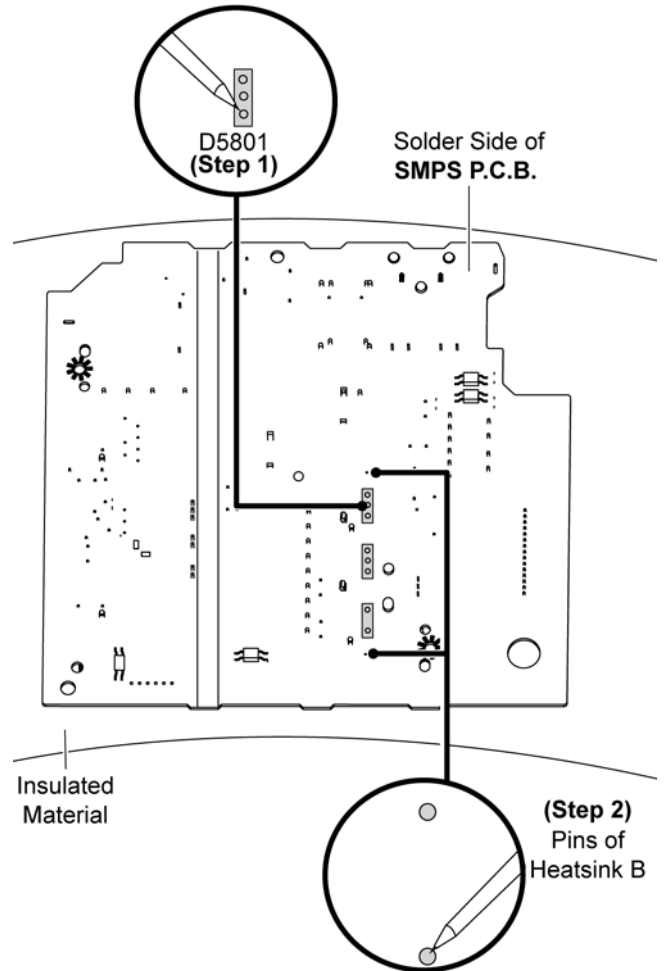 D5801
(Step 1)
Solder Side of
SMPS P.C.B.
Insulated
Material
(Step 2)
Pins of
Heatsink B